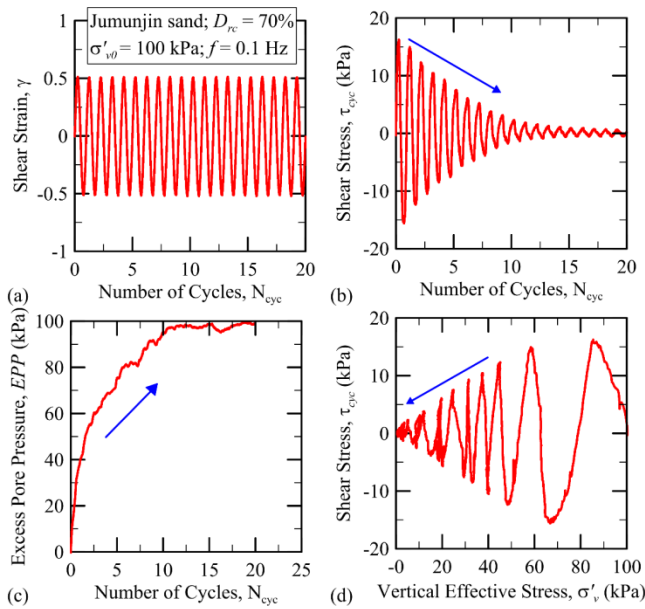 Jumunjin sand; D_rc = 70%
σ'_v0 = 100 kPa; f = 0.1 Hz
1
0.5
0
-0.5
-1
Shear Strain, γ
0 5 10 15 20
(a) Number of Cycles, N_cyc
20
10
0
-10
-20
Shear Stress, τ_cyc (kPa)
0 5 10 15 20
(b) Number of Cycles, N_cyc
100
80
60
40
20
0
Excess Pore Pressure, EPP (kPa)
0 5 10 15 20 25
(c) Number of Cycles, N_cyc
20
10
0
-10
-20
Shear Stress, τ_cyc (kPa)
-0 20 40 60 80 100
(d) Vertical Effective Stress, σ'_v (kPa)